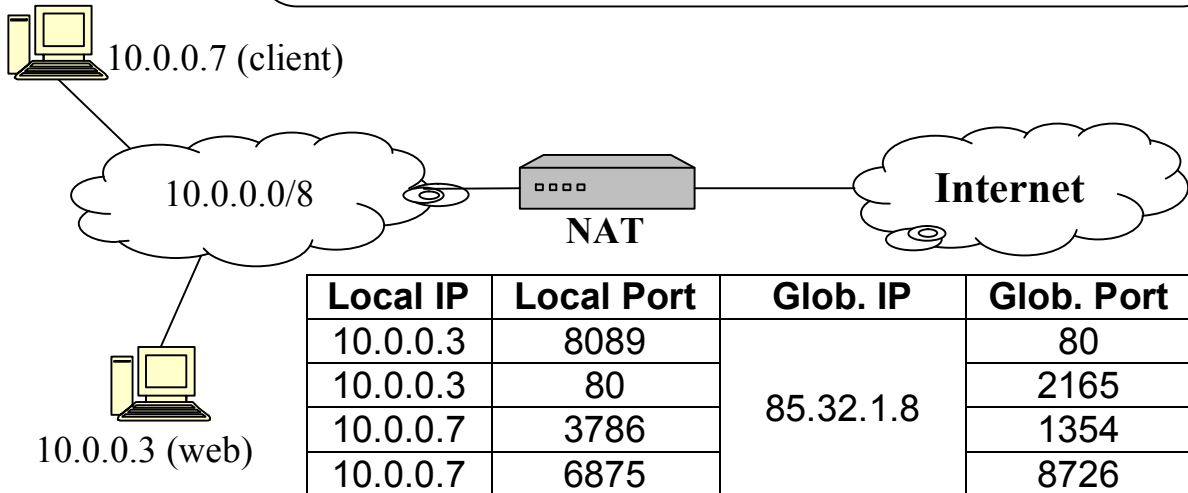 10.0.0.7 (client)
10.0.0.0/8
NAT
Internet
10.0.0.3 (web)
Local IP Local Port Glob. IP Glob. Port
10.0.0.3 8089 85.32.1.8 80
10.0.0.3 80 2165
10.0.0.7 3786 1354
10.0.0.7 6875 8726